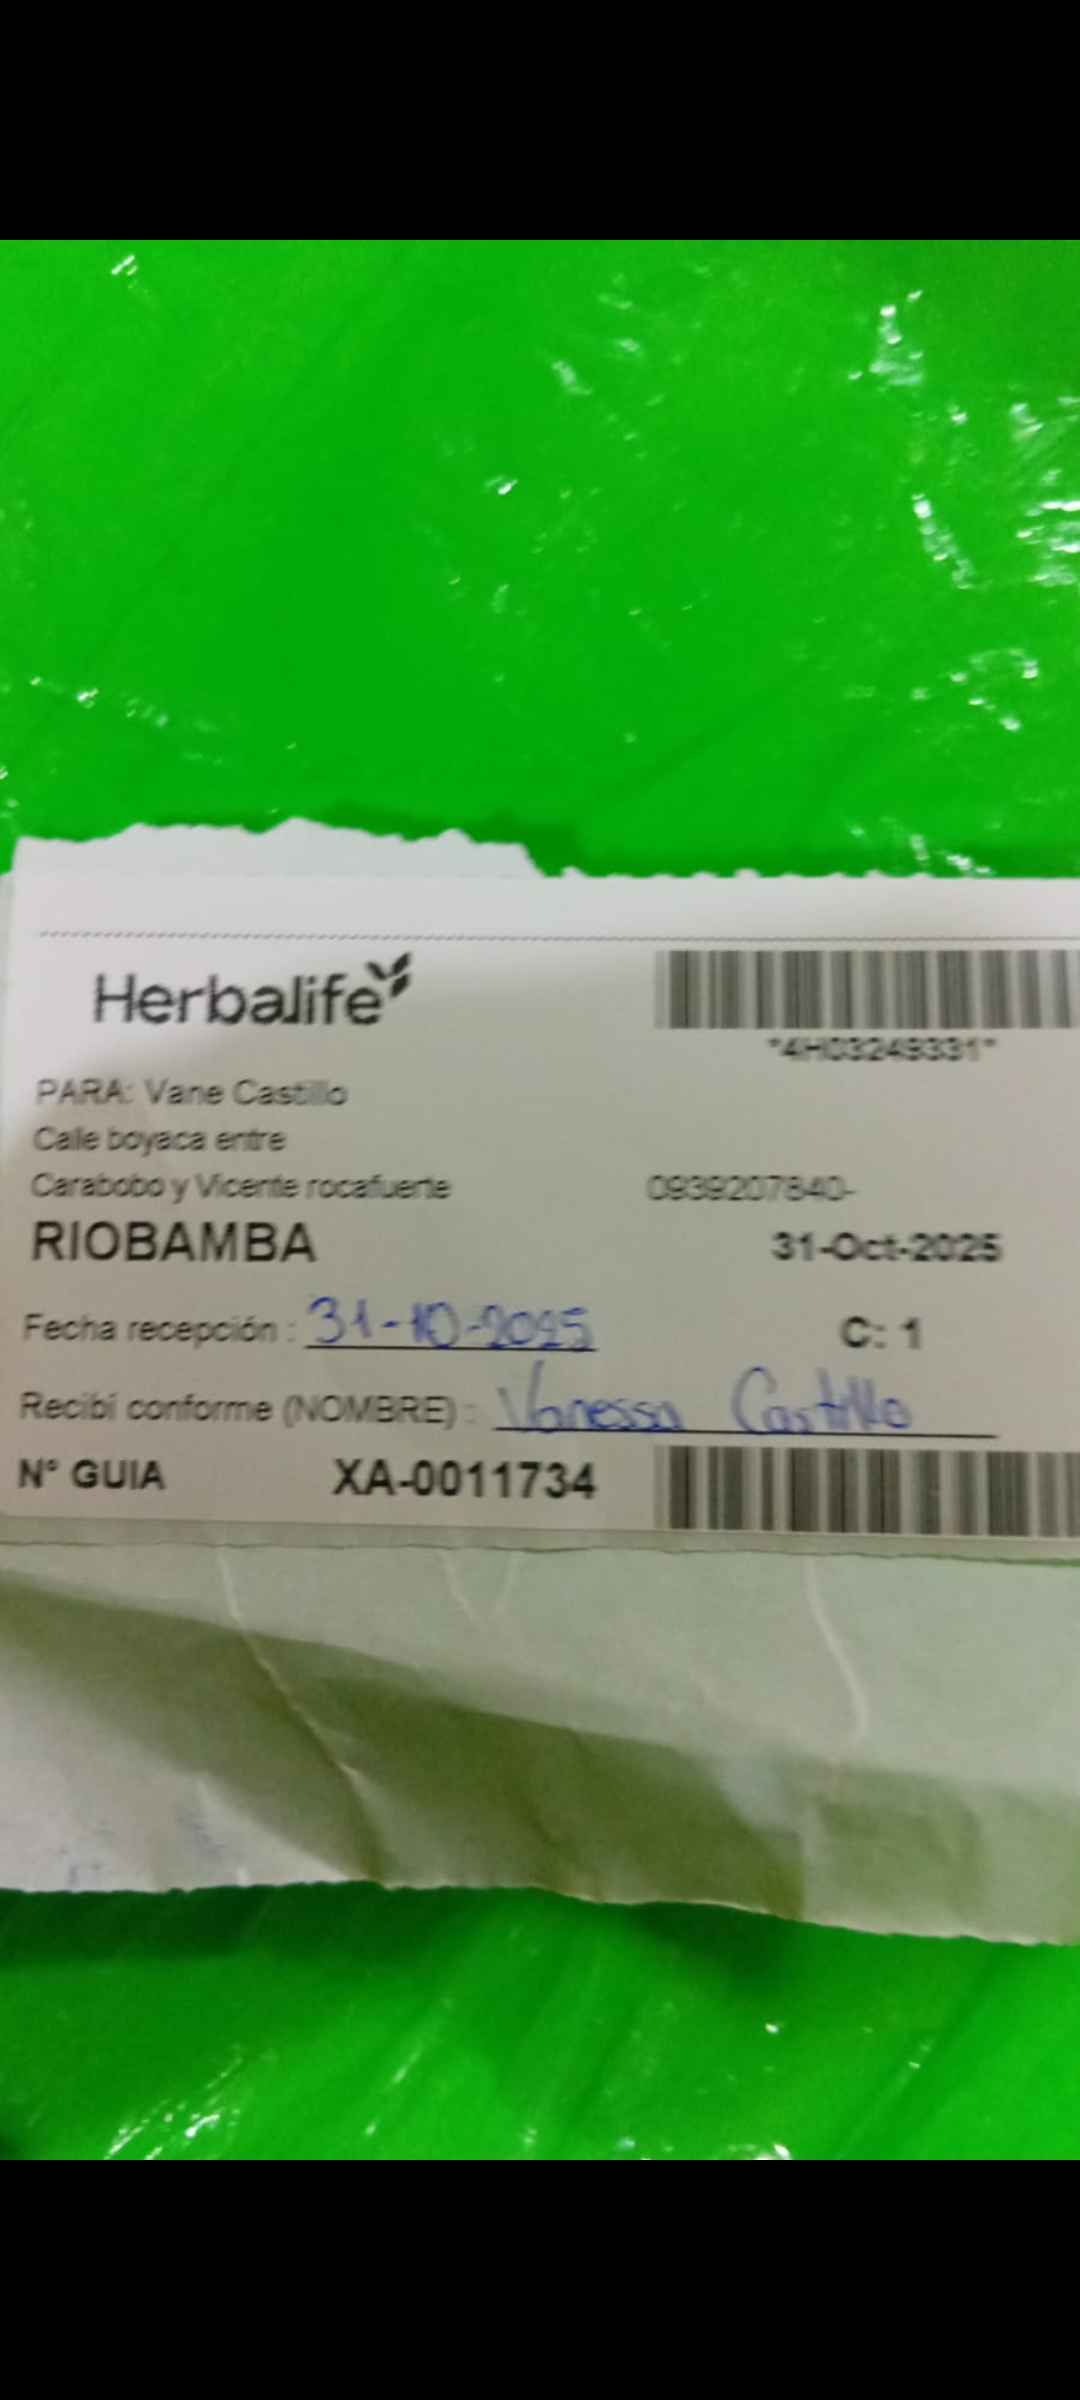 Herbalife
*4H03249331*
PARA: Vane Castillo
Calle boyaca entre
Carabobo y Vicente rocafuerte 0939207840-
RIOBAMBA 31-Oct-2025
Fecha recepción : 31-10-2025 C: 1
Recibí conforme (NOMBRE) : Vanessa Castillo
N° GUIA XA-0011734